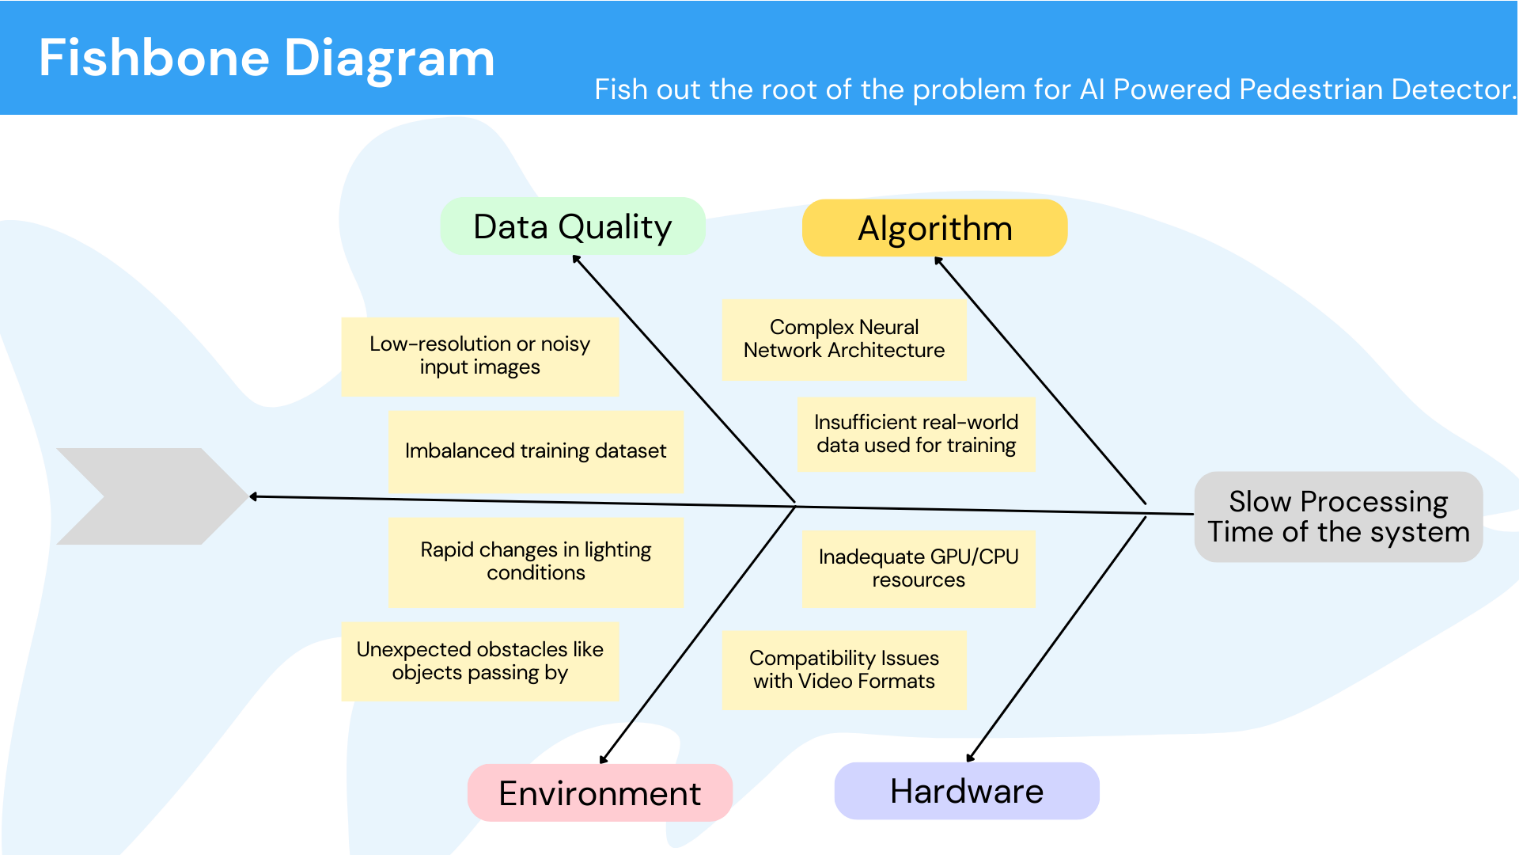 Fishbone Diagram
Fish out the root of the problem for AI Powered Pedestrian Detector.
Data Quality
Algorithm
Low-resolution or noisy
input images
Complex Neural
Network Architecture
Imbalanced training dataset
Insufficient real-world
data used for training
Slow Processing
Time of the system
Rapid changes in lighting
conditions
Inadequate GPU/CPU
resources
Unexpected obstacles like
objects passing by
Compatibility Issues
with Video Formats
Environment
Hardware